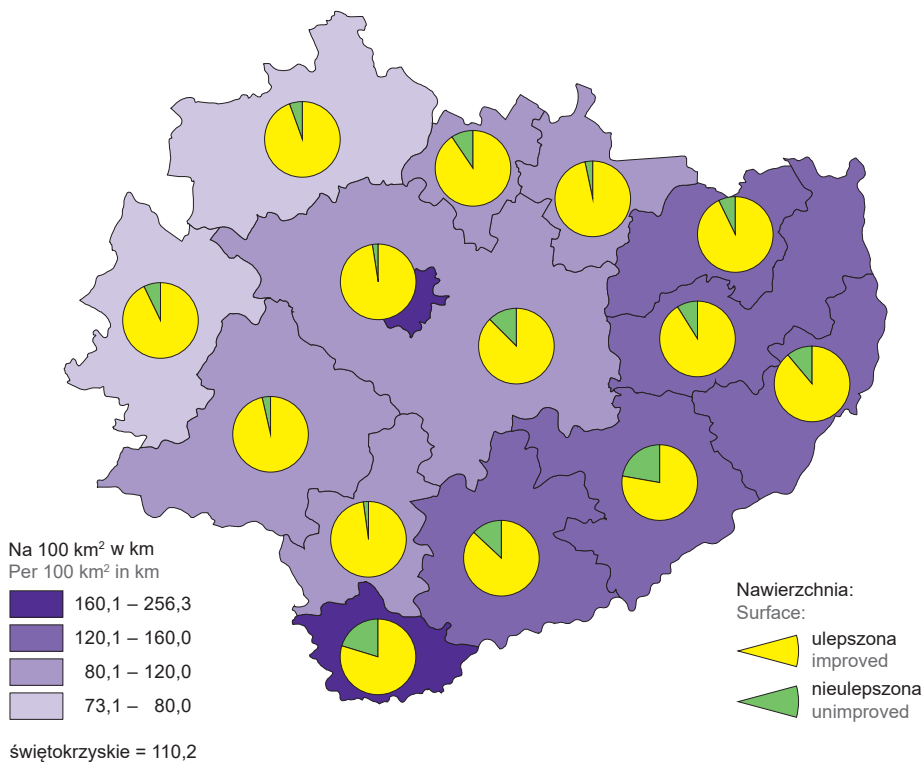 Na 100 km² w km
Per 100 km² in km
160,1 – 256,3
120,1 – 160,0
80,1 – 120,0
73,1 – 80,0
świętokrzyskie = 110,2
Nawierzchnia:
Surface:
ulepszona
improved
nieulepszona
unimproved